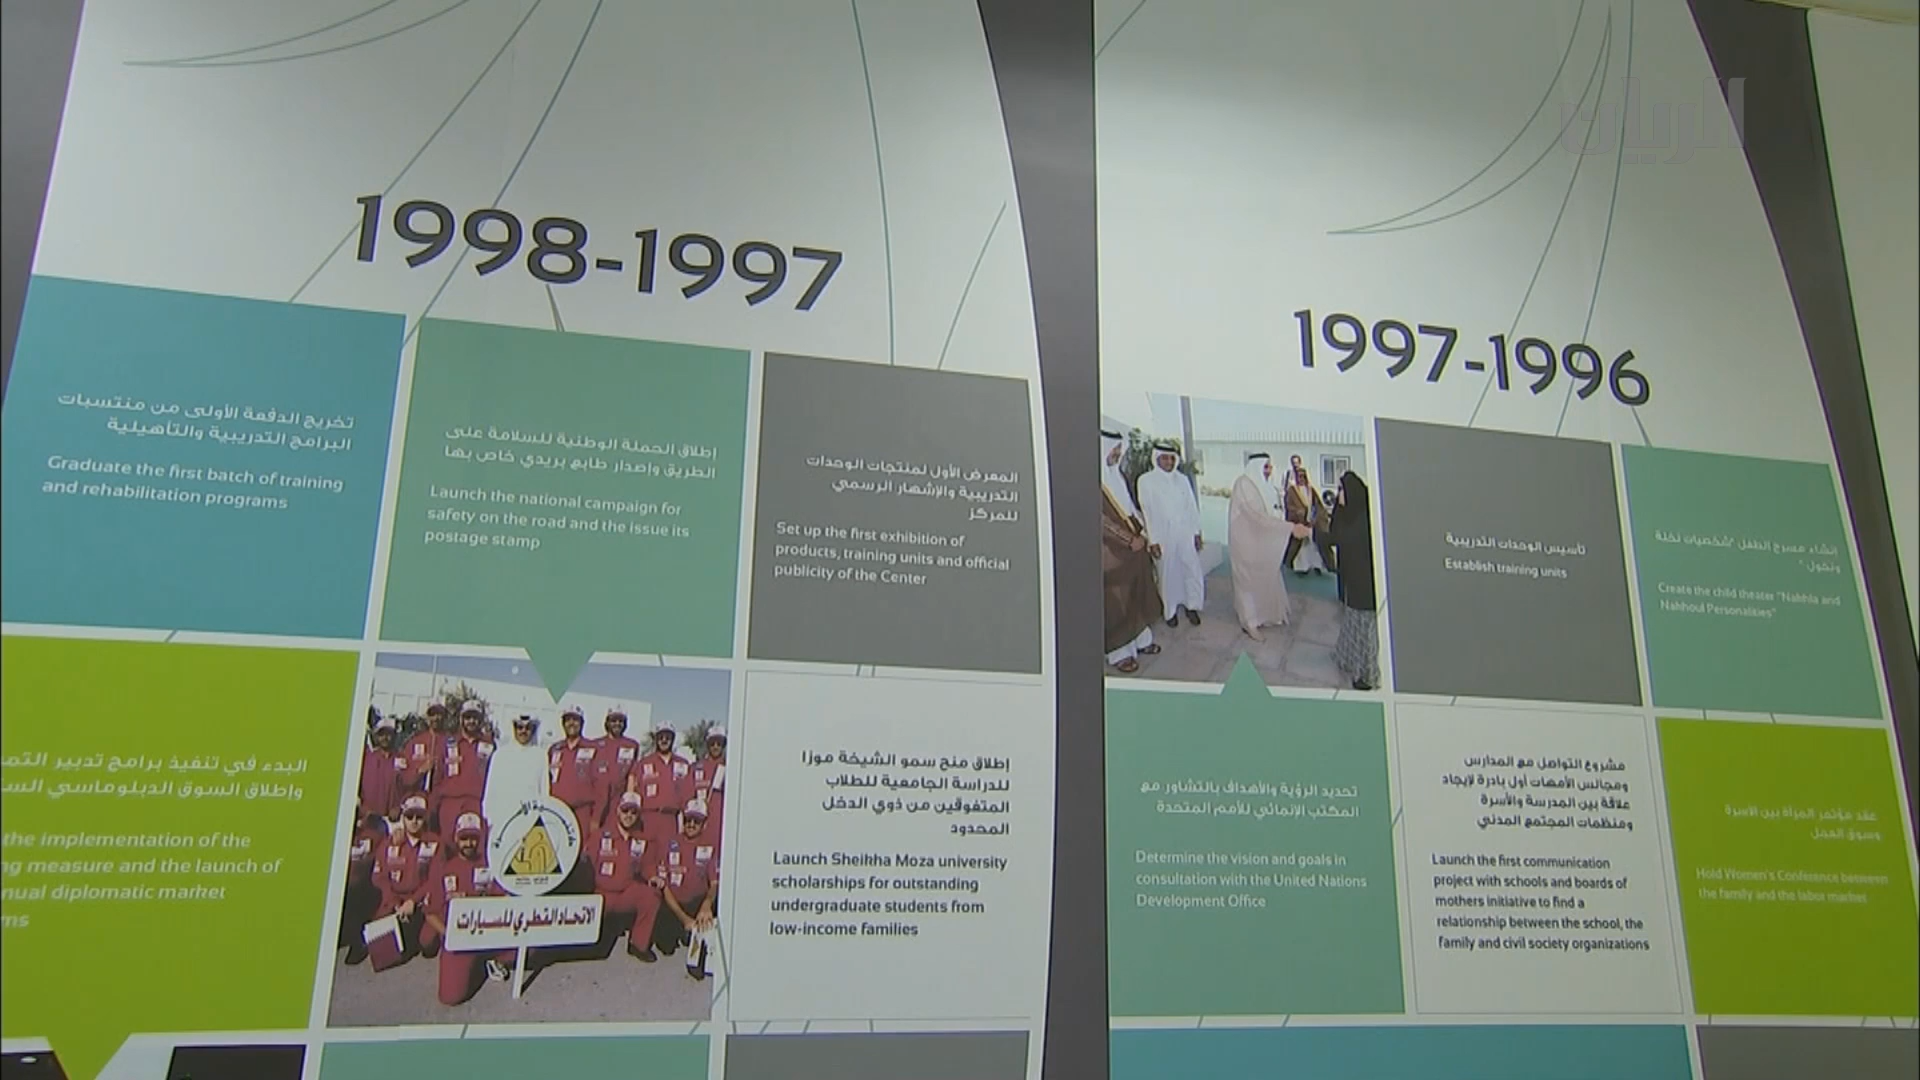 الريان
1998-1997
تخريج الدفعة الأولى من منتسبات
البرامج التدريبية والتأهيلية
Graduate the first batch of training
and rehabilitation programs
إطلاق الحملة الوطنية للسلامة على
الطريق وإصدار طابع بريدي خاص بها
Launch the national campaign for
safety on the road and the issue its
postage stamp
المعرض الأول لمنتجات الوحدات
التدريبية والإشهار الرسمي
للمركز
Set up the first exhibition of
products, training units and official
publicity of the Center
البدء في تنفيذ برامج تدبير
وإطلاق السوق الدبلوماسي
the implementation of the
measure and the launch of
diplomatic market
الاتحاد القطري للسيارات
إطلاق منح سمو الشيخة موزا
للدراسة الجامعية للطلاب
المتفوقين من ذوي الدخل
المحدود
Launch Sheikha Moza university
scholarships for outstanding
undergraduate students from
low-income families
1997-1996
تأسيس الوحدات التدريبية
Establish training units
إنشاء مسرح الطفل "شخصيات نخلة
ونخول"
Create the child theater "Nakhla and
Nakhoul Personalities"
تحديد الرؤية والأهداف بالتشاور مع
المكتب الإنمائي للأمم المتحدة
Determine the vision and goals in
consultation with the United Nations
Development Office
مشروع التواصل مع المدارس
ومجالس الأمهات أول بادرة لإيجاد
علاقة بين المدرسة والأسرة
ومنظمات المجتمع المدني
Launch the first communication
project with schools and boards of
mothers initiative to find a
relationship between the school, the
family and civil society organizations
عقد مؤتمر المرأة بين الأسرة
وسوق العمل
Hold Women's Conference between
the family and the labor market